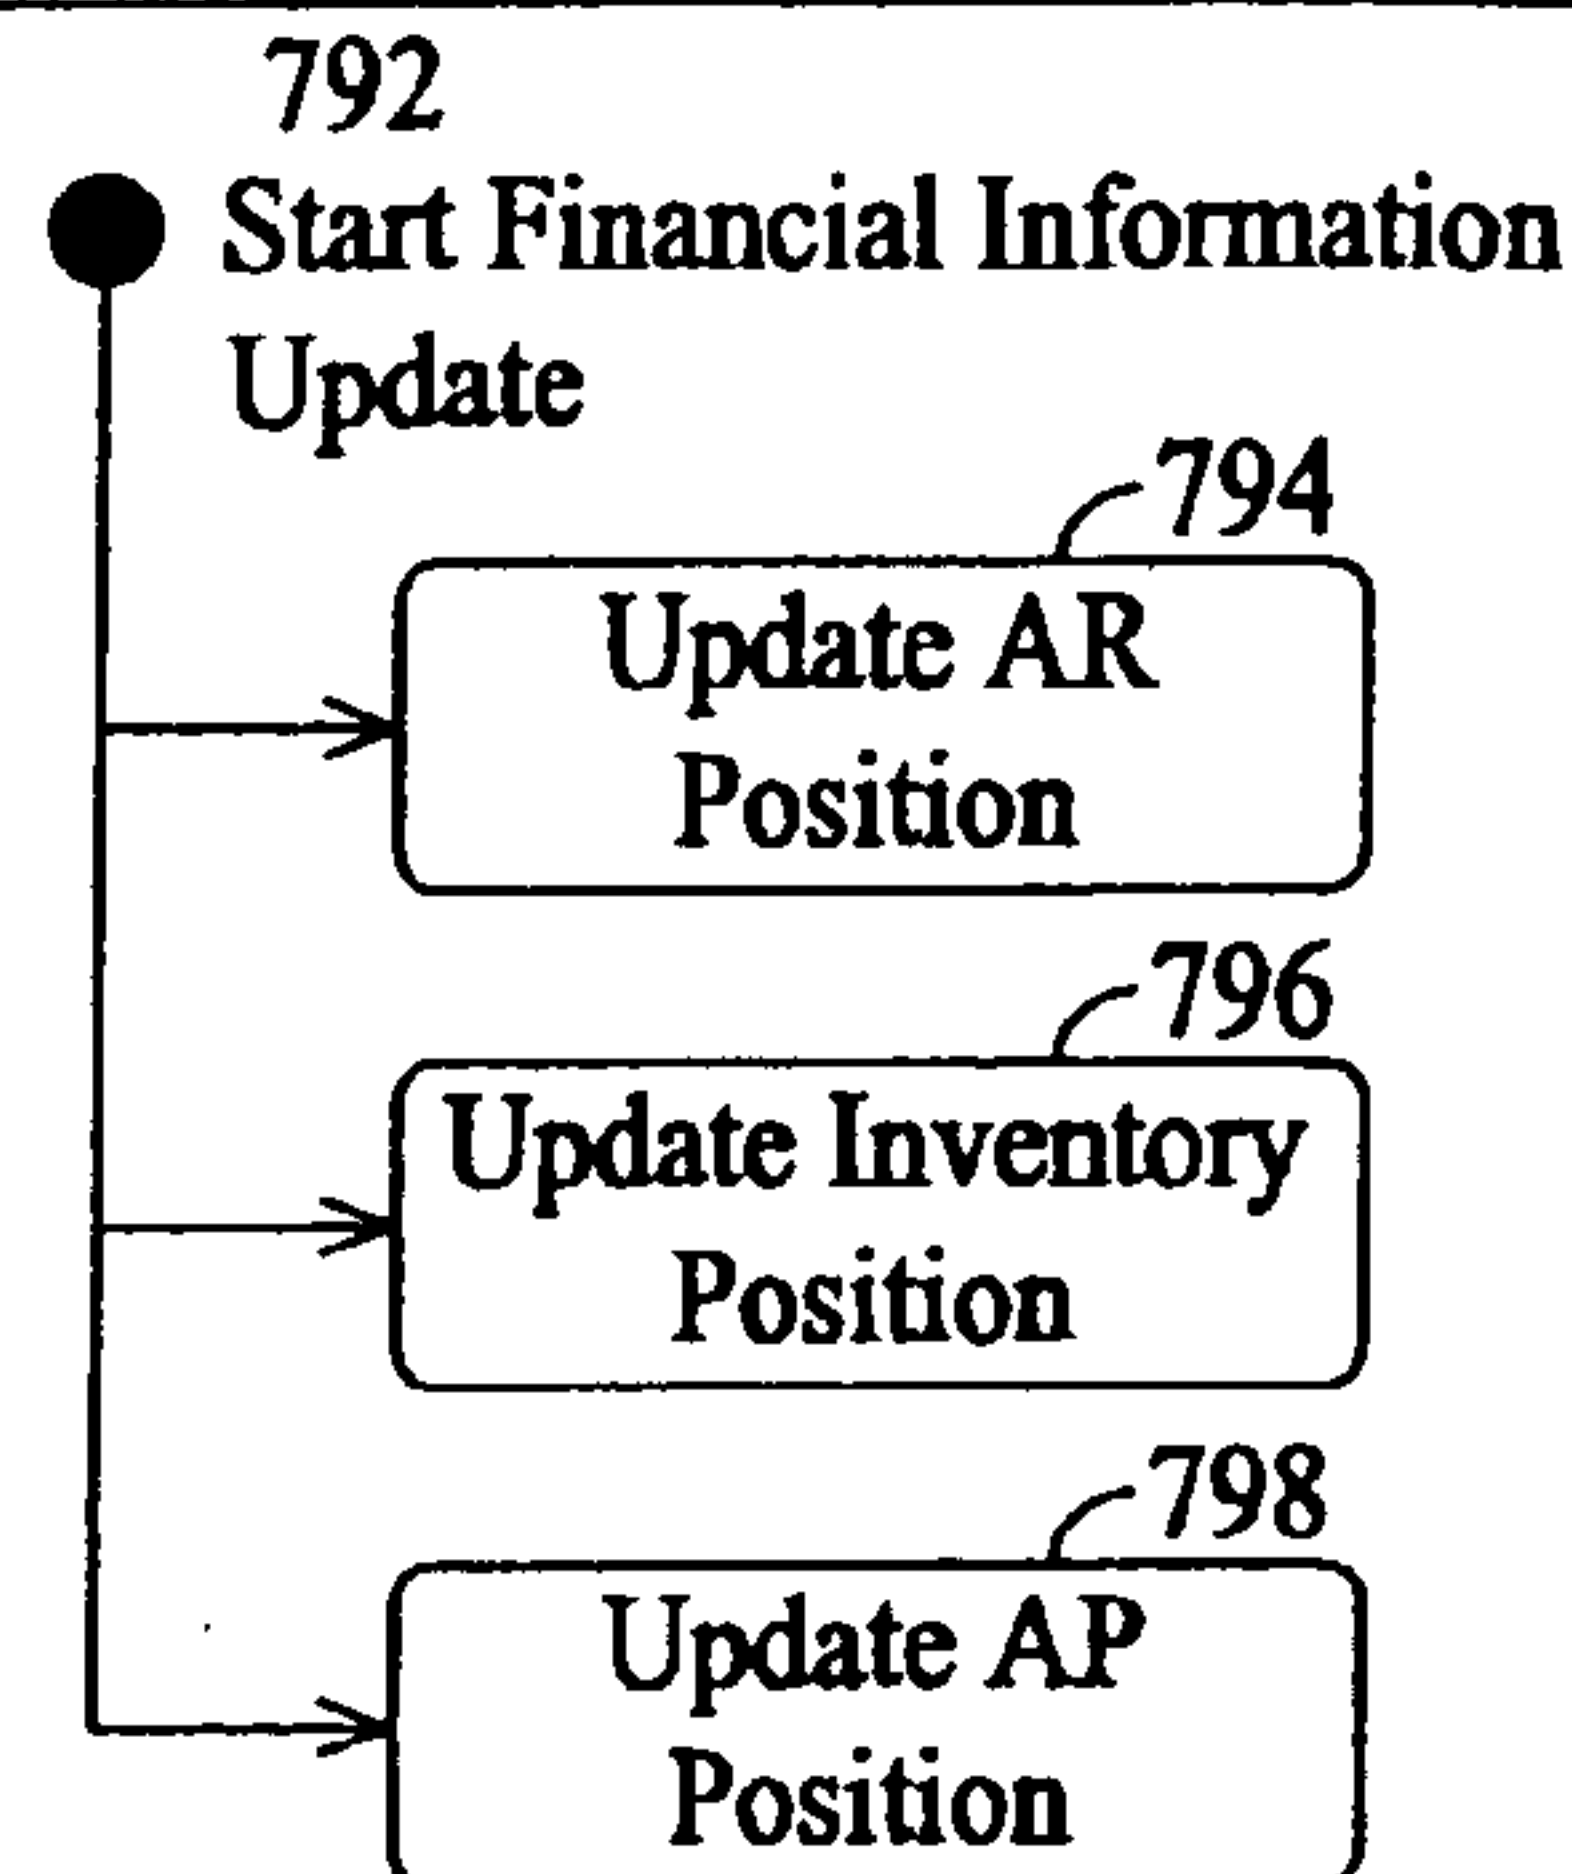 792
Start Financial Information
Update
794
Update AR
Position
796
Update Inventory
Position
798
Update AP
Position